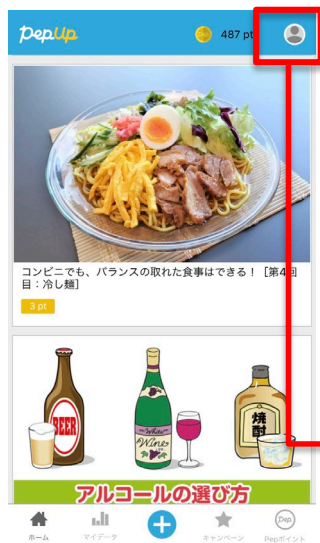 PepUp
487 pt
コンビニでも、バランスの取れた食事はできる！［第4回
目：冷し麺］
3 pt
BEER
White
Wine
焼酎
アルコールの選び方
ホーム
マイデータ
キャンペーン
Pep
Pepポイント